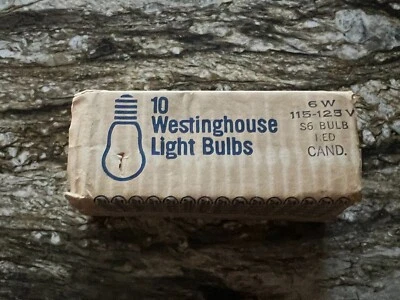 10
Westinghouse
Light Bulbs
6 W
115-125 V
S6 BULB
CAND.